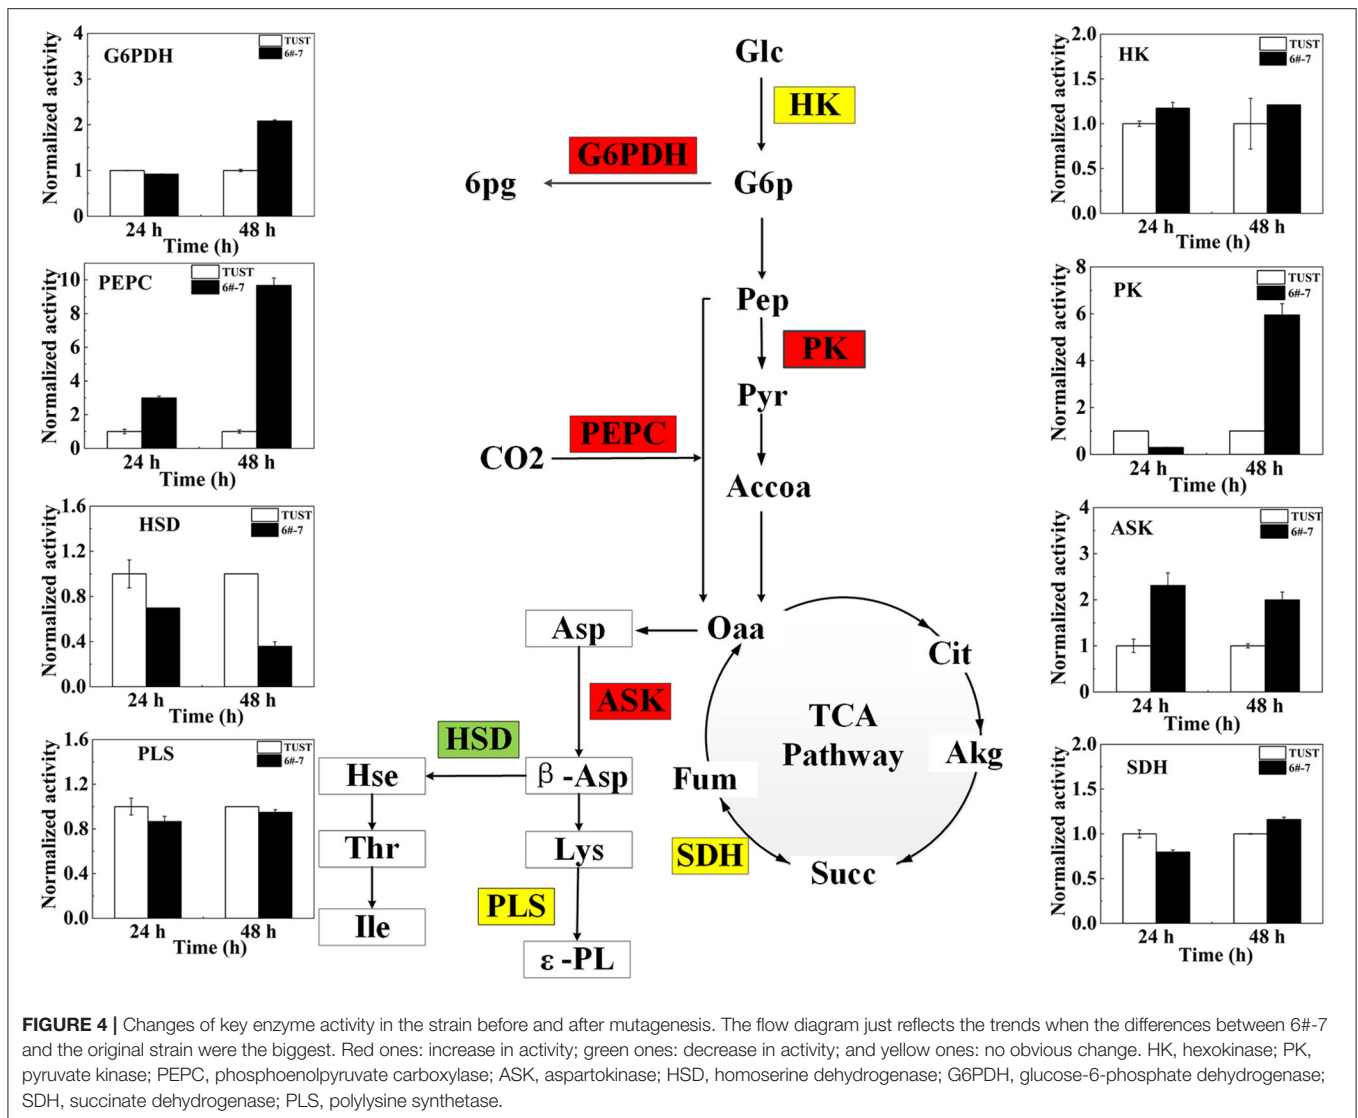 G6PDH
TUST
6#-7
Normalized activity
4
3
2
1
0
24 h
48 h
Time (h)
PEPC
TUST
6#-7
Normalized activity
10
8
6
4
2
0
24 h
48 h
Time (h)
HSD
TUST
6#-7
Normalized activity
1.6
1.2
0.8
0.4
0.0
24 h
48 h
Time (h)
PLS
TUST
6#-7
Normalized activity
1.6
1.2
0.8
0.4
0.0
24 h
48 h
Time (h)
Glc
HK
G6PDH
6pg
G6p
Pep
PK
Pyr
PEPC
CO2
Accoa
Asp
Oaa
Cit
ASK
TCA
Pathway
HSD
Hse
β-Asp
Fum
Akg
Thr
Lys
SDH
Succ
PLS
Ile
ε-PL
HK
TUST
6#-7
Normalized activity
2.0
1.5
1.0
0.5
0.0
24 h
48 h
Time (h)
PK
TUST
6#-7
Normalized activity
8
6
4
2
0
24 h
48 h
Time (h)
ASK
TUST
6#-7
Normalized activity
4
3
2
1
0
24 h
48 h
Time (h)
SDH
TUST
6#-7
Normalized activity
2.0
1.5
1.0
0.5
0.0
24 h
48 h
Time (h)
FIGURE 4 | Changes of key enzyme activity in the strain before and after mutagenesis. The flow diagram just reflects the trends when the differences between 6#-7
and the original strain were the biggest. Red ones: increase in activity; green ones: decrease in activity; and yellow ones: no obvious change. HK, hexokinase; PK,
pyruvate kinase; PEPC, phosphoenolpyruvate carboxylase; ASK, aspartokinase; HSD, homoserine dehydrogenase; G6PDH, glucose-6-phosphate dehydrogenase;
SDH, succinate dehydrogenase; PLS, polylysine synthetase.